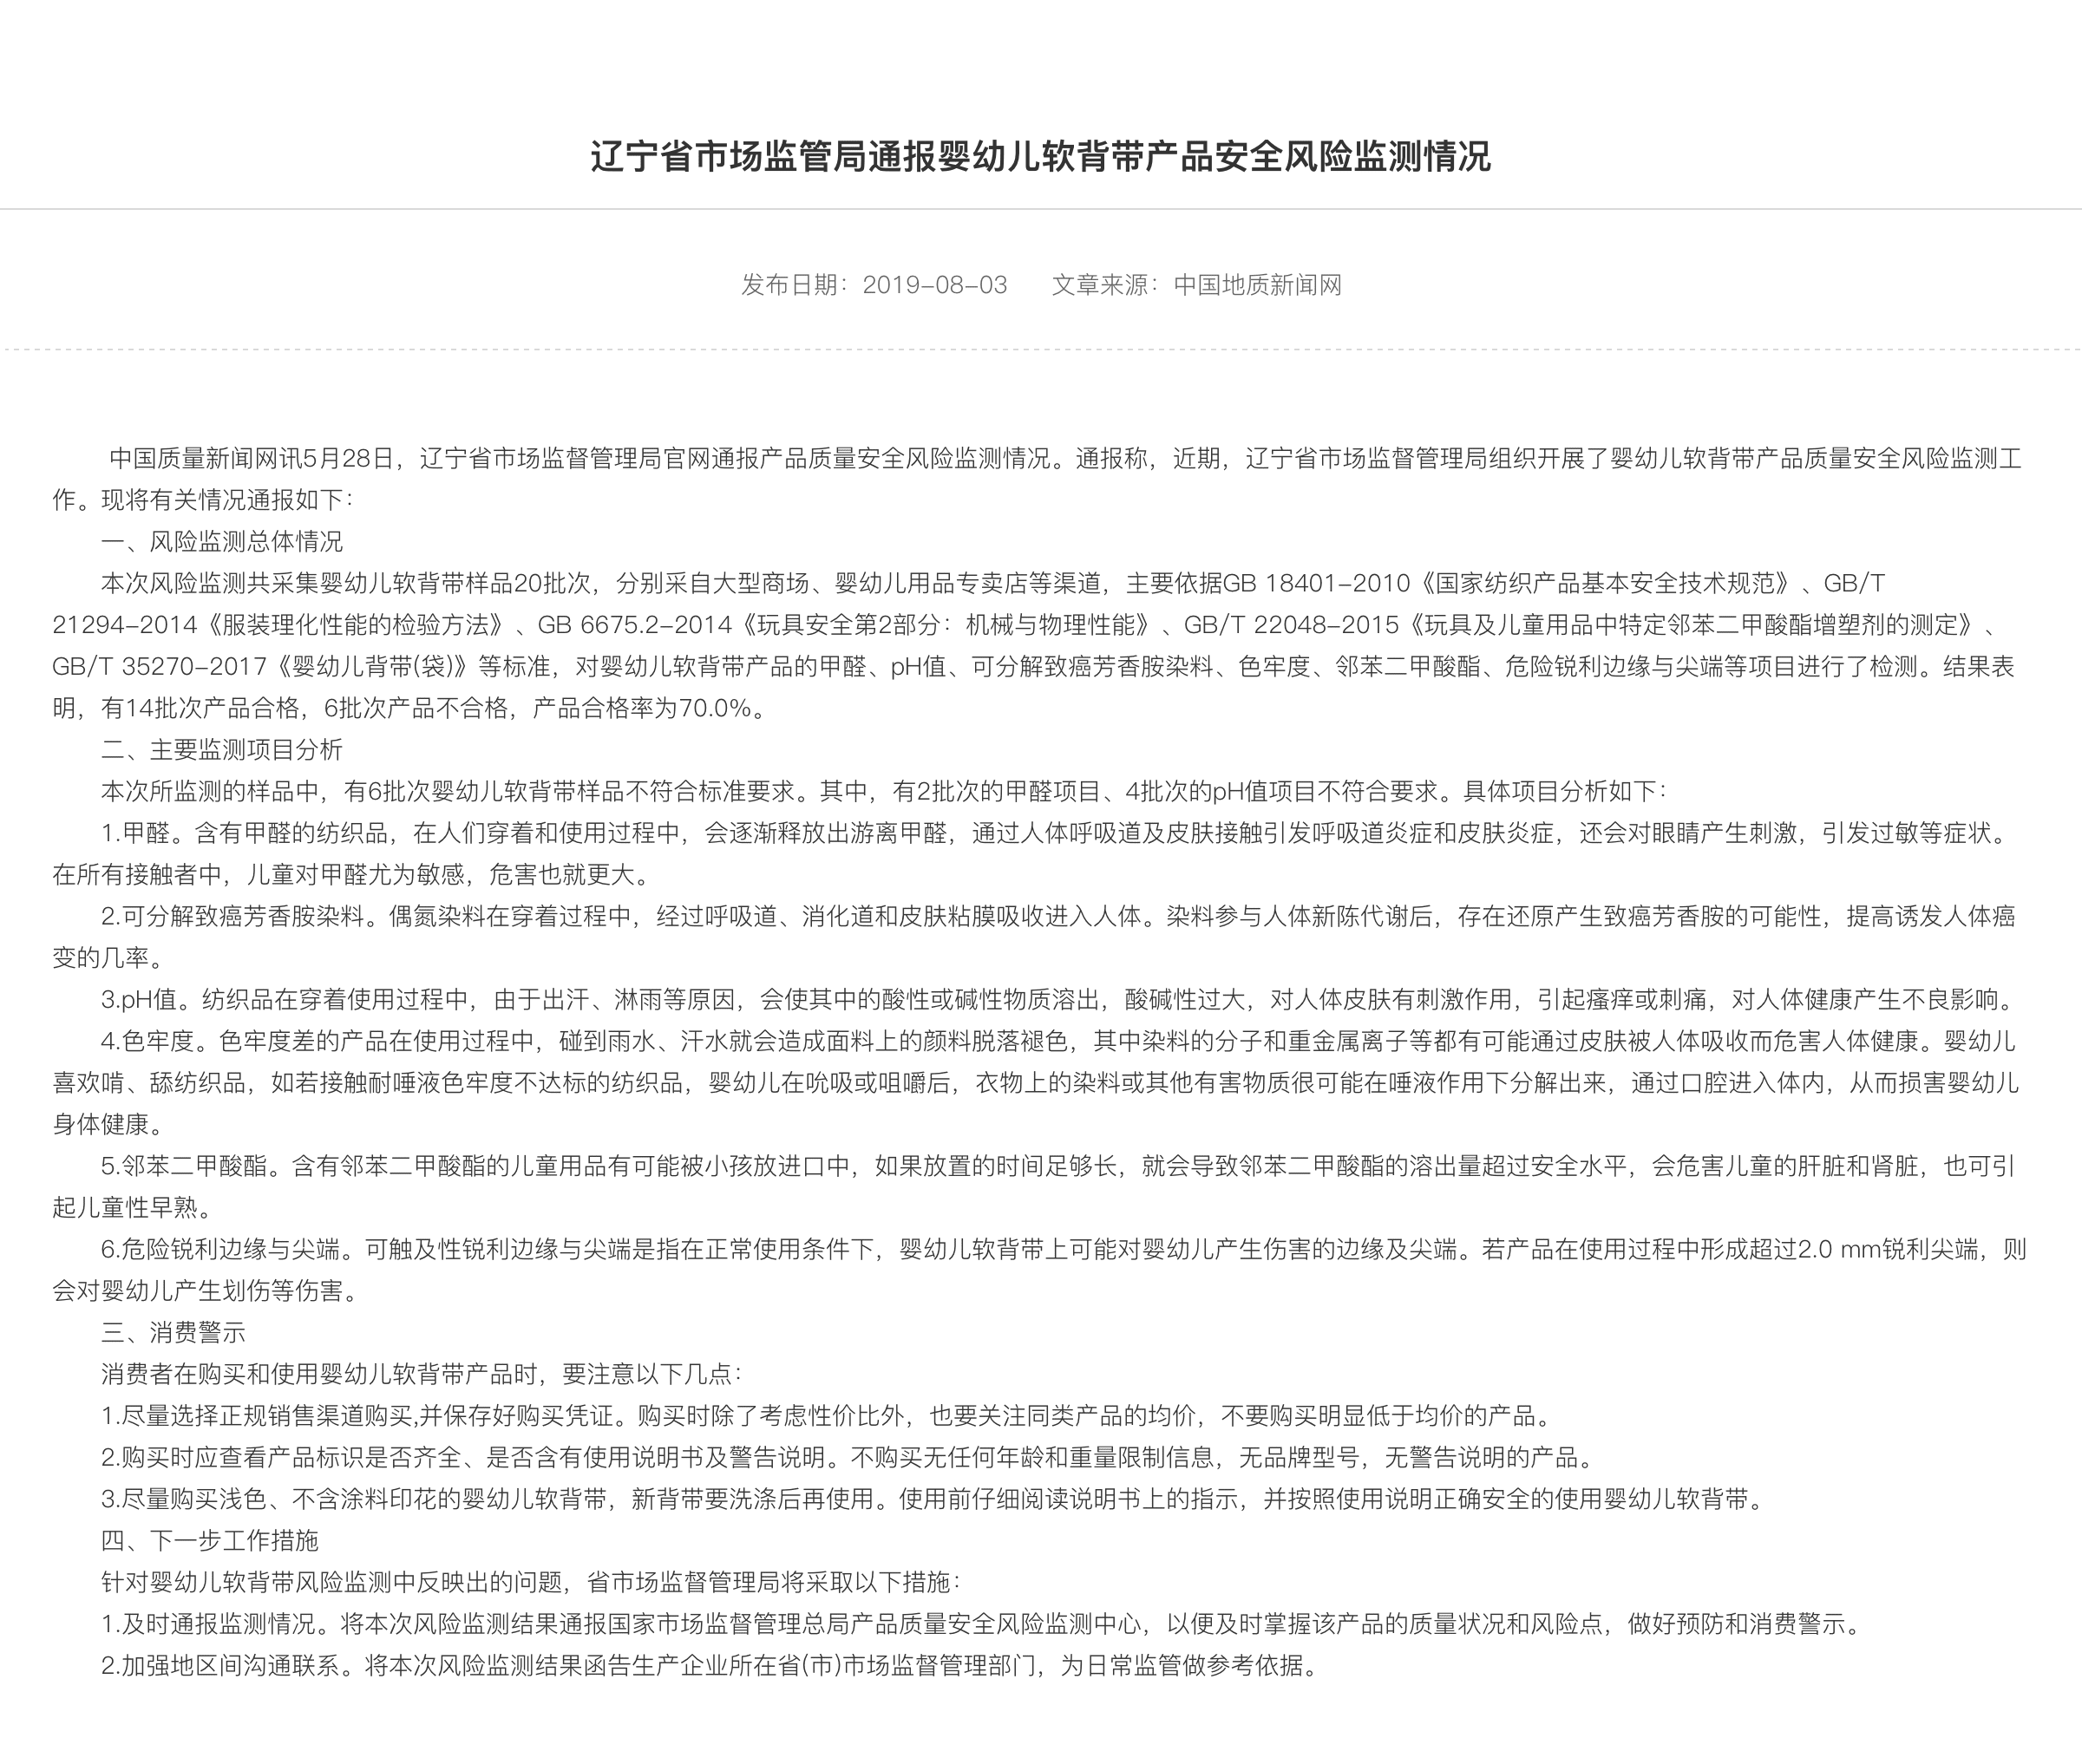 辽宁省市场监管局通报婴幼儿软背带产品安全风险监测情况
发布日期：2019-08-03 文章来源：中国地质新闻网
中国质量新闻网讯5月28日，辽宁省市场监督管理局官网通报产品质量安全风险监测情况。通报称，近期，辽宁省市场监督管理局组织开展了婴幼儿软背带产品质量安全风险监测工
作。现将有关情况通报如下：
一、风险监测总体情况
本次风险监测共采集婴幼儿软背带样品20批次，分别采自大型商场、婴幼儿用品专卖店等渠道，主要依据GB 18401-2010《国家纺织产品基本安全技术规范》、GB/T
21294-2014《服装理化性能的检验方法》、GB 6675.2-2014《玩具安全第2部分：机械与物理性能》、GB/T 22048-2015《玩具及儿童用品中特定邻苯二甲酸酯增塑剂的测定》、
GB/T 35270-2017《婴幼儿背带(袋)》等标准，对婴幼儿软背带产品的甲醛、pH值、可分解致癌芳香胺染料、色牢度、邻苯二甲酸酯、危险锐利边缘与尖端等项目进行了检测。结果表
明，有14批次产品合格，6批次产品不合格，产品合格率为70.0%。
二、主要监测项目分析
本次所监测的样品中，有6批次婴幼儿软背带样品不符合标准要求。其中，有2批次的甲醛项目、4批次的pH值项目不符合要求。具体项目分析如下：
1.甲醛。含有甲醛的纺织品，在人们穿着和使用过程中，会逐渐释放出游离甲醛，通过人体呼吸道及皮肤接触引发呼吸道炎症和皮肤炎症，还会对眼睛产生刺激，引发过敏等症状。
在所有接触者中，儿童对甲醛尤为敏感，危害也就更大。
2.可分解致癌芳香胺染料。偶氮染料在穿着过程中，经过呼吸道、消化道和皮肤粘膜吸收进入人体。染料参与人体新陈代谢后，存在还原产生致癌芳香胺的可能性，提高诱发人体癌
变的几率。
3.pH值。纺织品在穿着使用过程中，由于出汗、淋雨等原因，会使其中的酸性或碱性物质溶出，酸碱性过大，对人体皮肤有刺激作用，引起瘙痒或刺痛，对人体健康产生不良影响。
4.色牢度。色牢度差的产品在使用过程中，碰到雨水、汗水就会造成面料上的颜料脱落褪色，其中染料的分子和重金属离子等都有可能通过皮肤被人体吸收而危害人体健康。婴幼儿
喜欢啃、舔纺织品，如若接触耐唾液色牢度不达标的纺织品，婴幼儿在吮吸或咀嚼后，衣物上的染料或其他有害物质很可能在唾液作用下分解出来，通过口腔进入体内，从而损害婴幼儿
身体健康。
5.邻苯二甲酸酯。含有邻苯二甲酸酯的儿童用品有可能被小孩放进口中，如果放置的时间足够长，就会导致邻苯二甲酸酯的溶出量超过安全水平，会危害儿童的肝脏和肾脏，也可引
起儿童性早熟。
6.危险锐利边缘与尖端。可触及性锐利边缘与尖端是指在正常使用条件下，婴幼儿软背带上可能对婴幼儿产生伤害的边缘及尖端。若产品在使用过程中形成超过2.0 mm锐利尖端，则
会对婴幼儿产生划伤等伤害。
三、消费警示
消费者在购买和使用婴幼儿软背带产品时，要注意以下几点：
1.尽量选择正规销售渠道购买,并保存好购买凭证。购买时除了考虑性价比外，也要关注同类产品的均价，不要购买明显低于均价的产品。
2.购买时应查看产品标识是否齐全、是否含有使用说明书及警告说明。不购买无任何年龄和重量限制信息，无品牌型号，无警告说明的产品。
3.尽量购买浅色、不含涂料印花的婴幼儿软背带，新背带要洗涤后再使用。使用前仔细阅读说明书上的指示，并按照使用说明正确安全的使用婴幼儿软背带。
四、下一步工作措施
针对婴幼儿软背带风险监测中反映出的问题，省市场监督管理局将采取以下措施：
1.及时通报监测情况。将本次风险监测结果通报国家市场监督管理总局产品质量安全风险监测中心，以便及时掌握该产品的质量状况和风险点，做好预防和消费警示。
2.加强地区间沟通联系。将本次风险监测结果函告生产企业所在省(市)市场监督管理部门，为日常监管做参考依据。